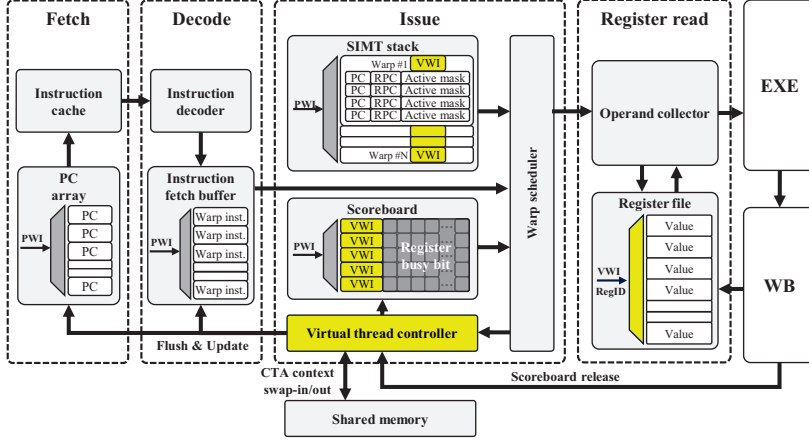 Fetch
Decode
Issue
Register read
Instruction
cache
PC
array
PWI
PC
PC
PC
PC
Instruction
decoder
Instruction
fetch buffer
PWI
Warp inst.
Warp inst.
Warp inst.
Warp inst.
SIMT stack
Warp #1 VWI
PWI
PC RPC Active mask
PC RPC Active mask
PC RPC Active mask
PC RPC Active mask
Warp #N VWI
Scoreboard
PWI
VWI
VWI
VWI
VWI
VWI
Register
busy bit
Virtual thread controller
Flush & Update
CTA context
swap-in/out
Shared memory
Warp scheduler
Operand collector
Register file
VWI
RegID
Value
Value
Value
Value
Value
EXE
WB
Scoreboard release